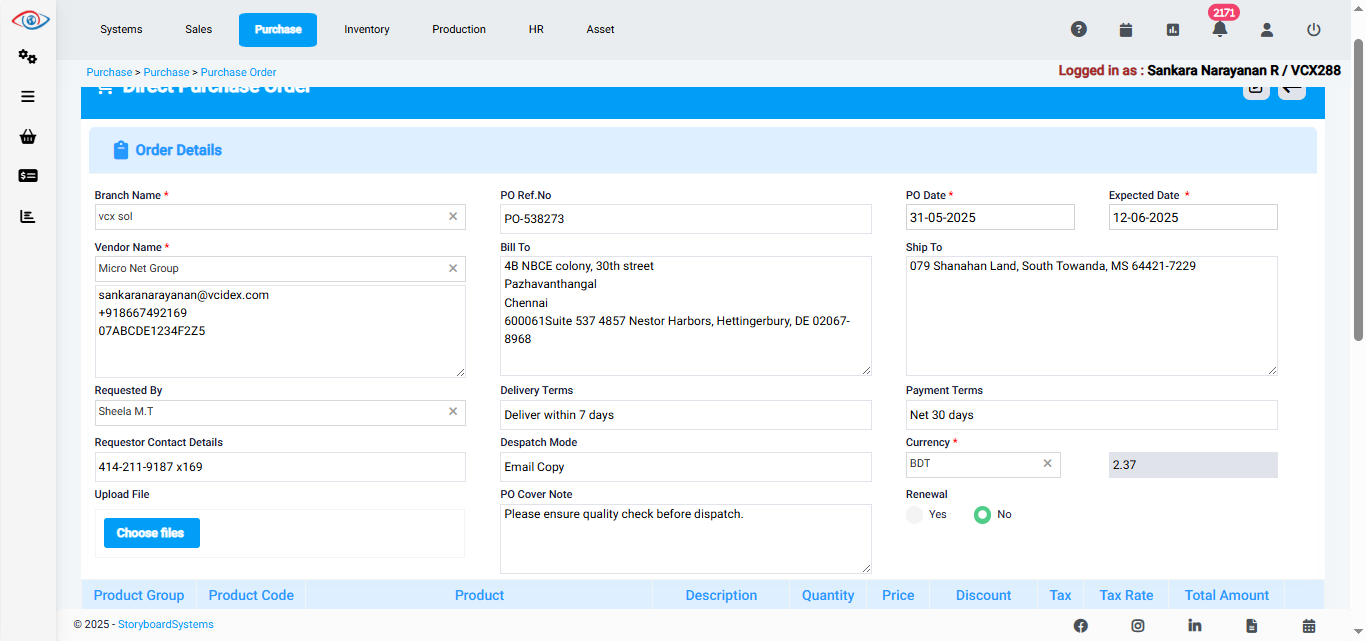 Systems
Sales
Purchase
Inventory
Production
HR
Asset
2171
Purchase > Purchase > Purchase Order
Logged in as : Sankara Narayanan R / VCX288
Direct Purchase Order
Order Details
Branch Name *
vcx sol
PO Ref.No
PO-538273
PO Date *
31-05-2025
Expected Date *
12-06-2025
Vendor Name *
Micro Net Group
sankaranarayanan@vcidex.com
+918667492169
07ABCDE1234F2Z5
Bill To
4B NBCE colony, 30th street
Pazhavanthangal
Chennai
600061Suite 537 4857 Nestor Harbors, Hettingerbury, DE 02067-
8968
Ship To
079 Shanahan Land, South Towanda, MS 64421-7229
Requested By
Sheela M.T
Delivery Terms
Deliver within 7 days
Payment Terms
Net 30 days
Requestor Contact Details
414-211-9187 x169
Despatch Mode
Email Copy
Currency *
BDT
2.37
Upload File
Choose files
PO Cover Note
Please ensure quality check before dispatch.
Renewal
Yes
No
Product Group
Product Code
Product
Description
Quantity
Price
Discount
Tax
Tax Rate
Total Amount
© 2025 - StoryboardSystems